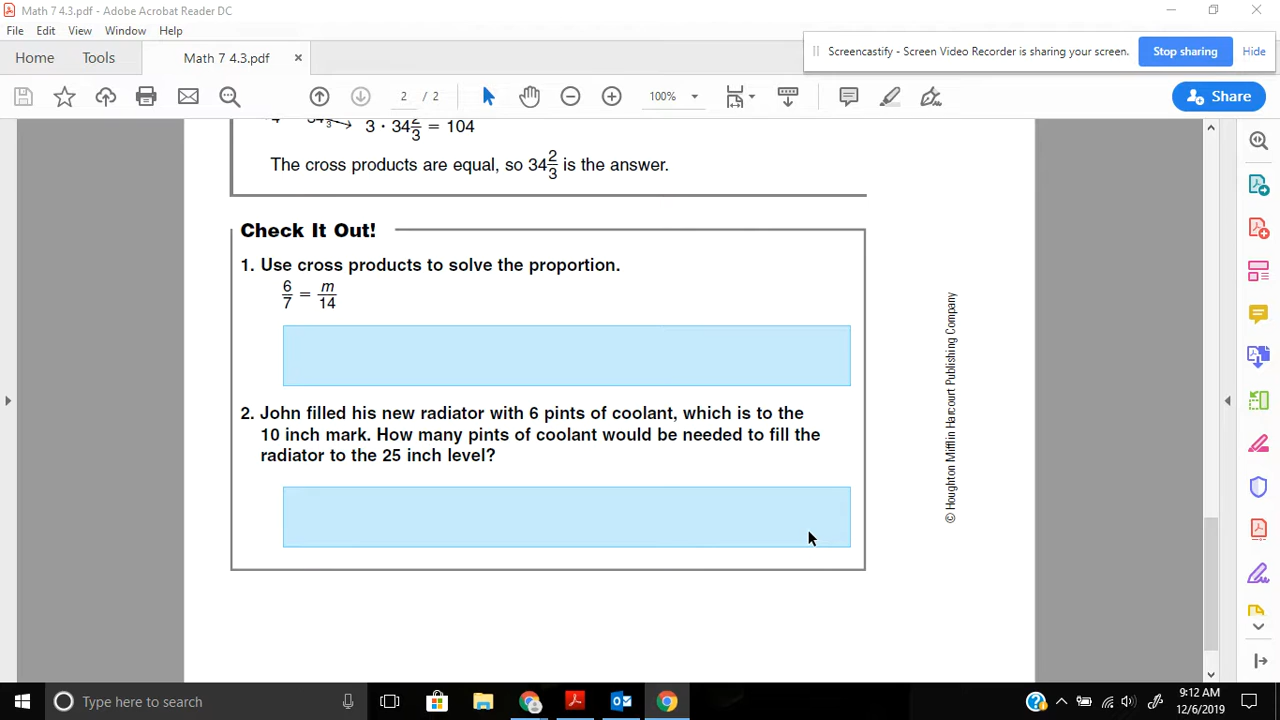 Math 7 4.3.pdf - Adobe Acrobat Reader DC
File Edit View Window Help
Screencastify - Screen Video Recorder is sharing your screen. Stop sharing Hide
Home Tools Math 7 4.3.pdf ×
2 / 2 100% Share
3 · 34 2/3 = 104
The cross products are equal, so 34 2/3 is the answer.
Check It Out!
1. Use cross products to solve the proportion.
6/7 = m/14
2. John filled his new radiator with 6 pints of coolant, which is to the
10 inch mark. How many pints of coolant would be needed to fill the
radiator to the 25 inch level?
© Houghton Mifflin Harcourt Publishing Company
Type here to search
9:12 AM
12/6/2019